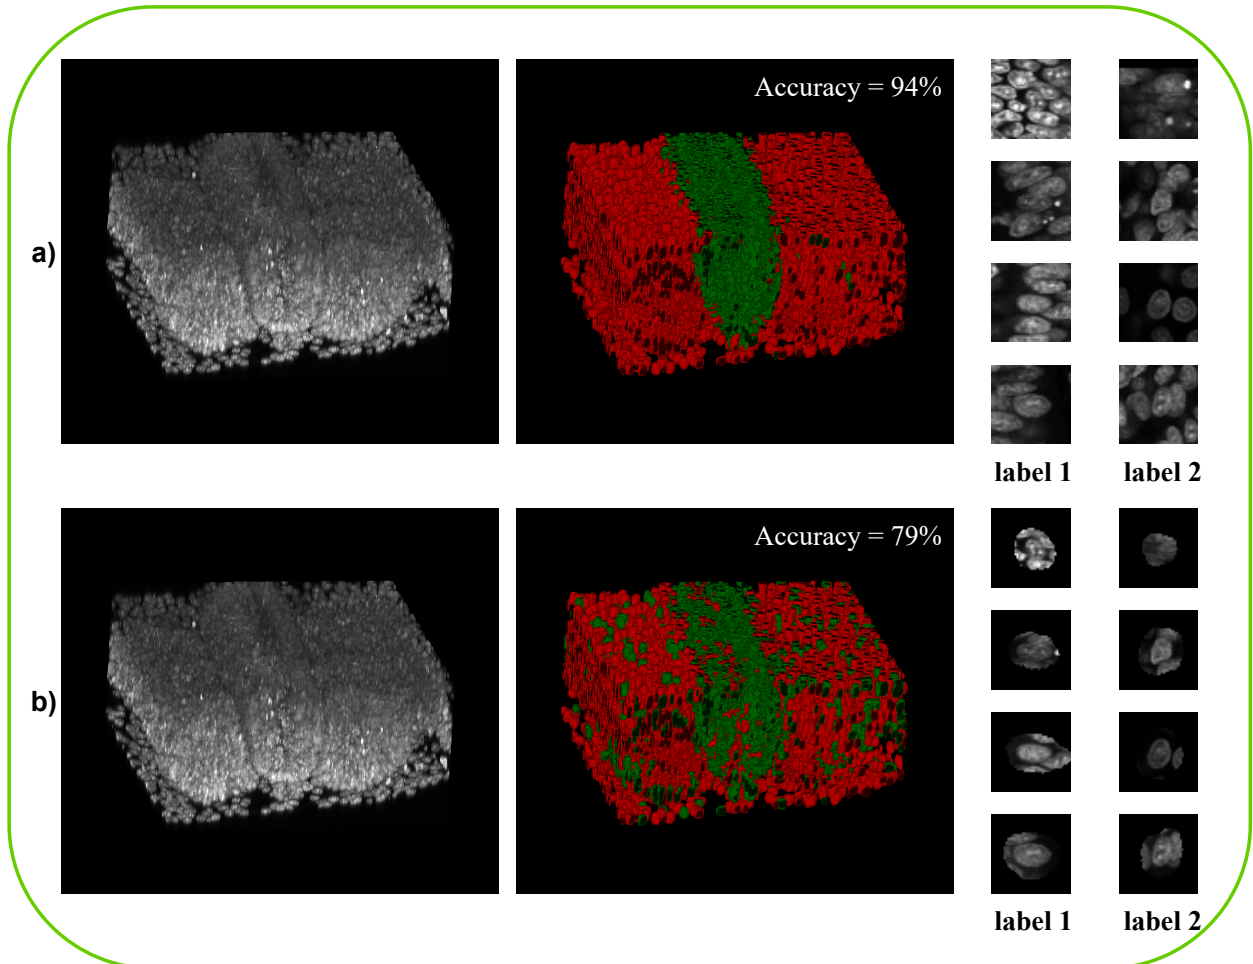 a)
Accuracy = 94%
label 1
label 2
b)
Accuracy = 79%
label 1
label 2